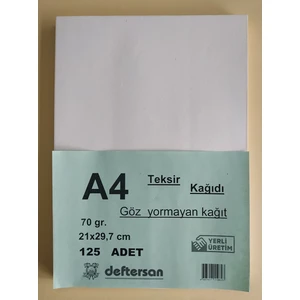 A4 Teksir Kağıdı
Göz yormayan kağıt
70 gr.
21x29,7 cm
125 ADET
YERLİ
ÜRETİM
deftersan